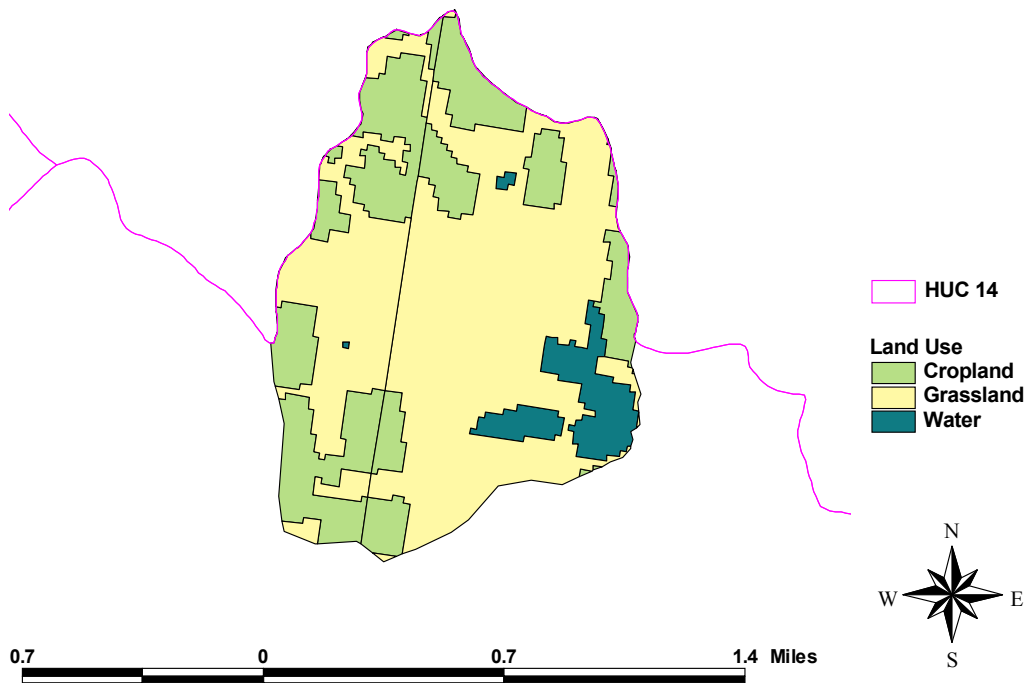 HUC 14
Land Use
Cropland
Grassland
Water
N
W E
S
0.7 0 0.7 1.4 Miles